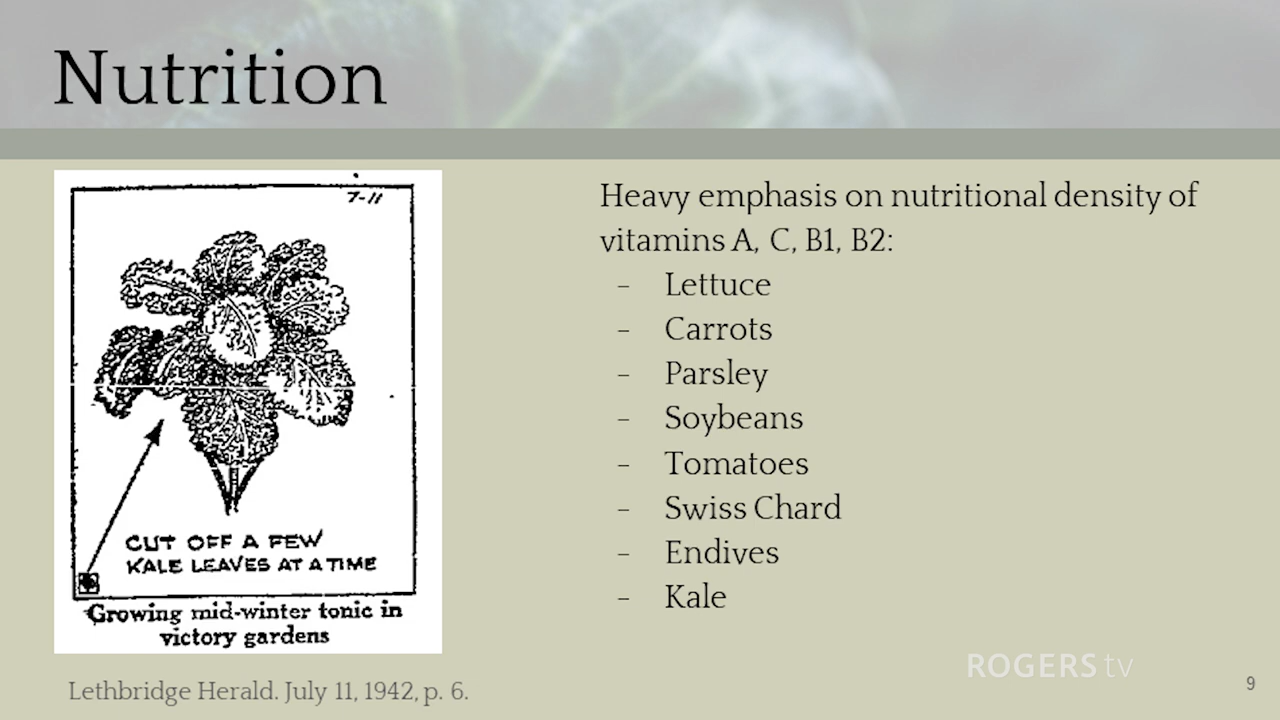 Nutrition
7-11
CUT OFF A FEW
KALE LEAVES AT A TIME
Growing mid-winter tonic in
victory gardens
Lethbridge Herald. July 11, 1942, p. 6.
Heavy emphasis on nutritional density of
vitamins A, C, B1, B2:
- Lettuce
- Carrots
- Parsley
- Soybeans
- Tomatoes
- Swiss Chard
- Endives
- Kale
ROGERS tv
9